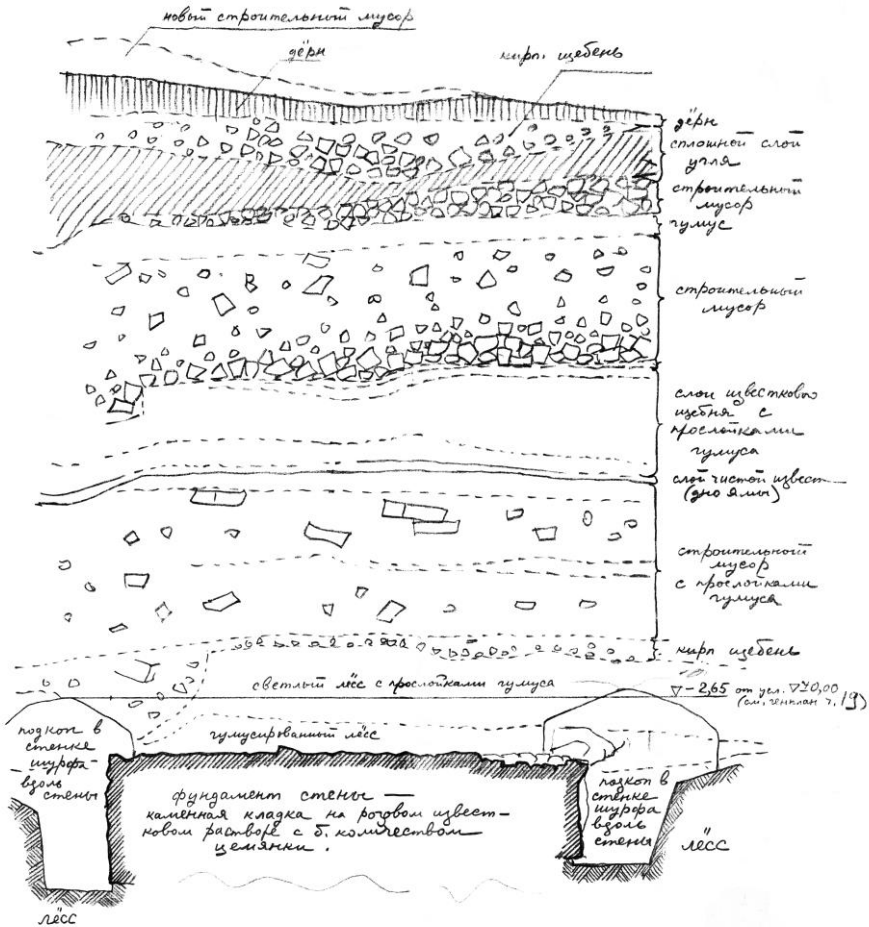 новый строительный мусор
дёрн
кирп. щебень
дёрн
сплошной слой
угля
строительный
мусор
гумус
строительный
мусор
слои известково
щебня с
прослойками
гумуса
слой чистой извест—
(дно ямы)
строительный
мусор
с прослойками
гумуса
кирп щебень
светлый лёсс с прослойками гумуса
▽ – 2,65 от усл. ▽±0,00
(см. генплан ч. 19)
подкоп в
стенке
шурфа
вдоль
стены
гумусированный лёсс
фундамент стены —
каменная кладка на розовом извест—
ковом растворе с б. количеством
цемянки.
подкоп в
стенке
шурфа
вдоль
стены
лёсс
лёсс